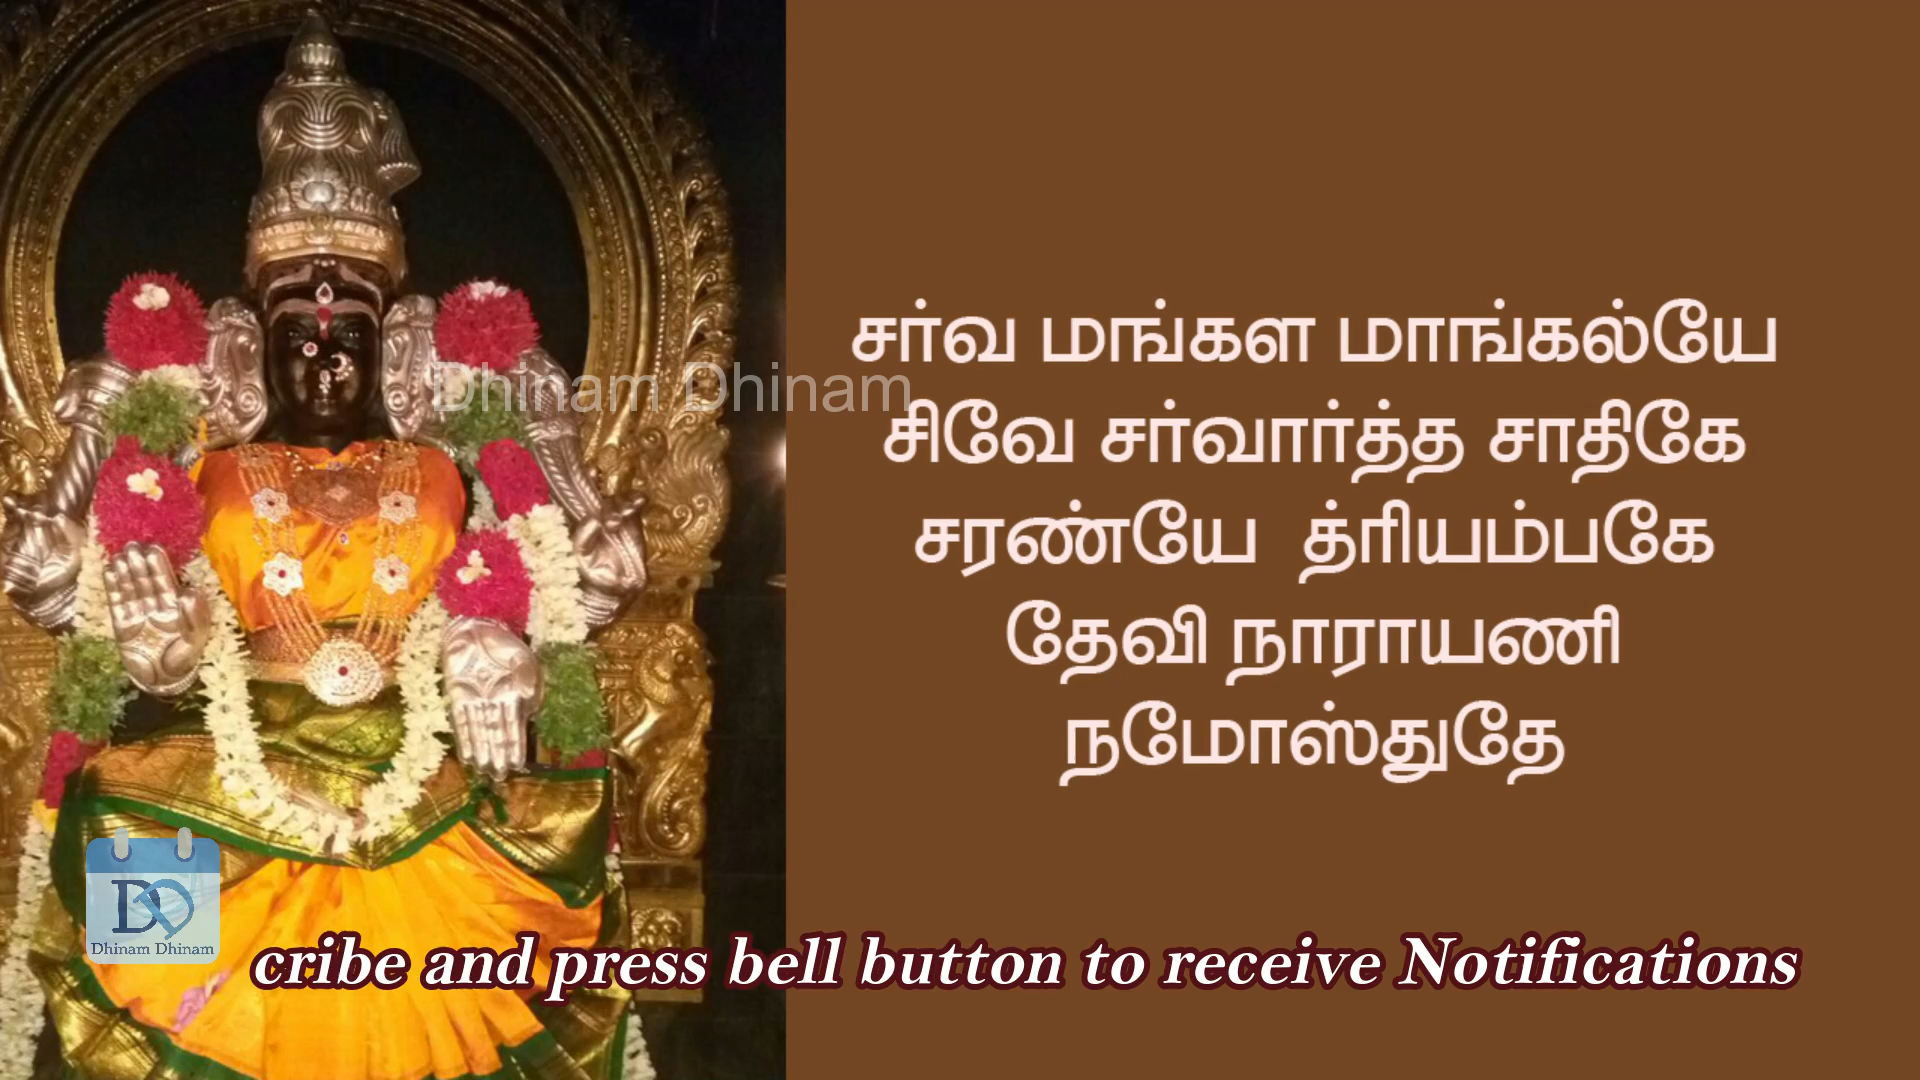 சர்வ மங்கள மாங்கல்யே
Dhinam Dhinam
சிவே சர்வார்த்த சாதிகே
சரண்யே த்ரியம்பகே
தேவி நாராயணி
நமோஸ்துதே
DD
Dhinam Dhinam
cribe and press bell button to receive Notifications